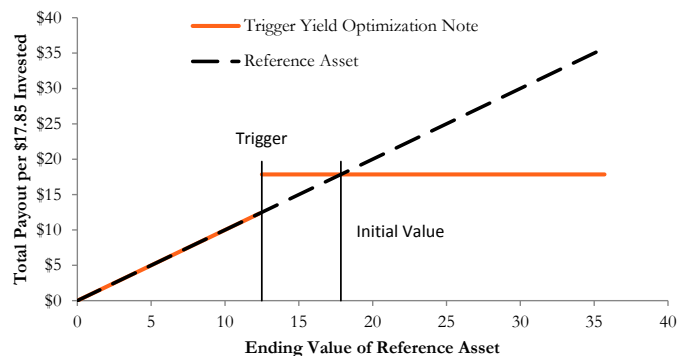 Total Payout per $17.85 Invested
$40
$35
$30
$25
$20
$15
$10
$5
$0
Trigger Yield Optimization Note
Reference Asset
Trigger
Initial Value
0 5 10 15 20 25 30 35 40
Ending Value of Reference Asset